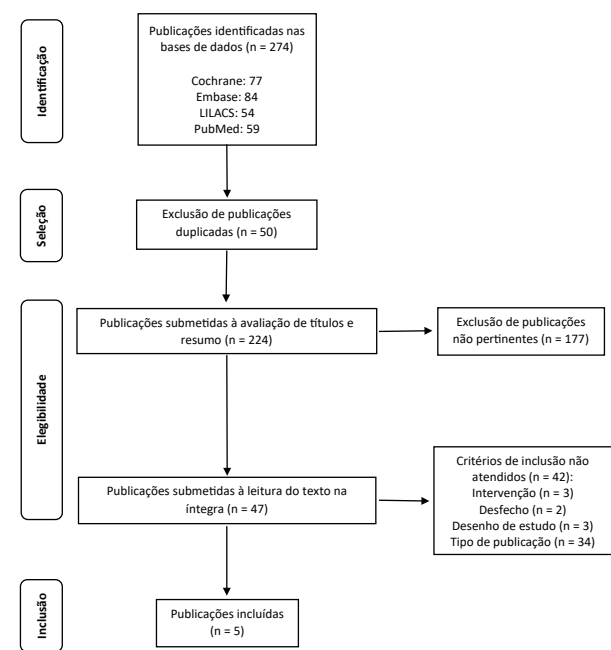 Identificação
Publicações identificadas nas
bases de dados (n = 274)
Cochrane: 77
Embase: 84
LILACS: 54
PubMed: 59
Seleção
Exclusão de publicações
duplicadas (n = 50)
Elegibilidade
Publicações submetidas à avaliação de títulos e
resumo (n = 224)
Exclusão de publicações
não pertinentes (n = 177)
Publicações submetidas à leitura do texto na
íntegra (n = 47)
Critérios de inclusão não
atendidos (n = 42):
Intervenção (n = 3)
Desfecho (n = 2)
Desenho de estudo (n = 3)
Tipo de publicação (n = 34)
Inclusão
Publicações incluídas
(n = 5)